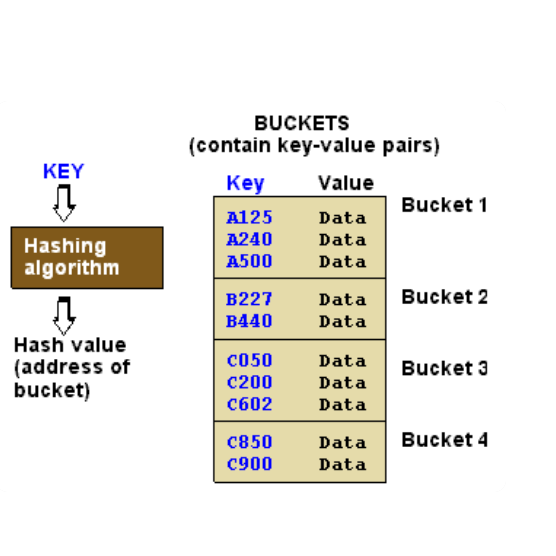 BUCKETS
(contain key-value pairs)
KEY
Key Value
Bucket 1
A125 Data
A240 Data
A500 Data
Hashing
algorithm
Bucket 2
B227 Data
B440 Data
Hash value
(address of
bucket)
Bucket 3
C050 Data
C200 Data
C602 Data
Bucket 4
C850 Data
C900 Data